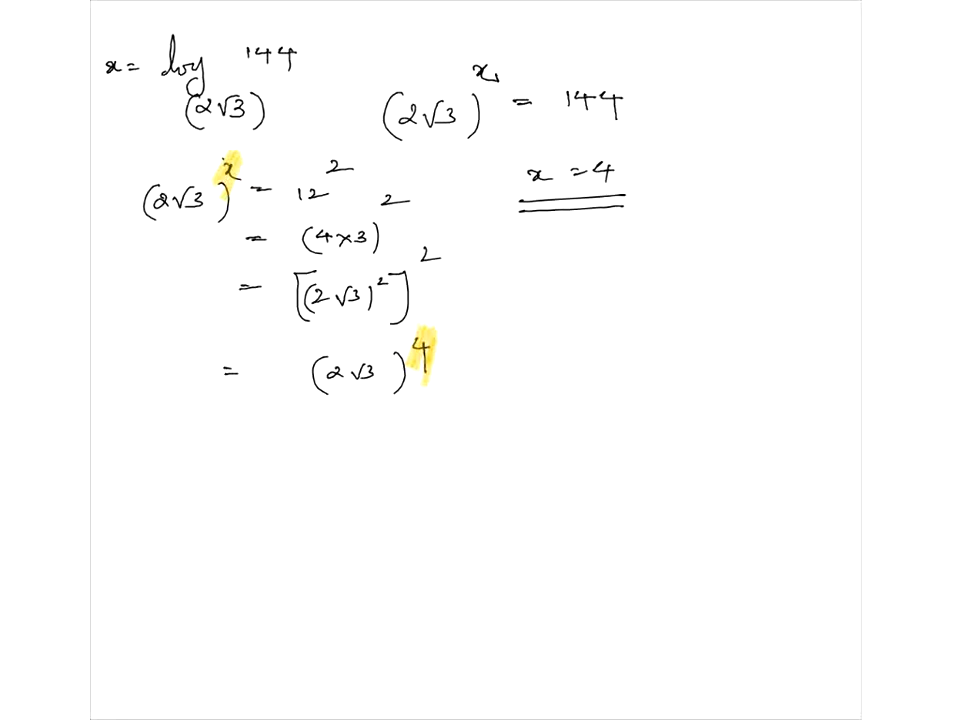 x = log 144
(2√3)
(2√3)^x = 144
(2√3)^x = 12^2
= (4×3)^2
= [(2√3)^2]^2
= (2√3)^4
x = 4